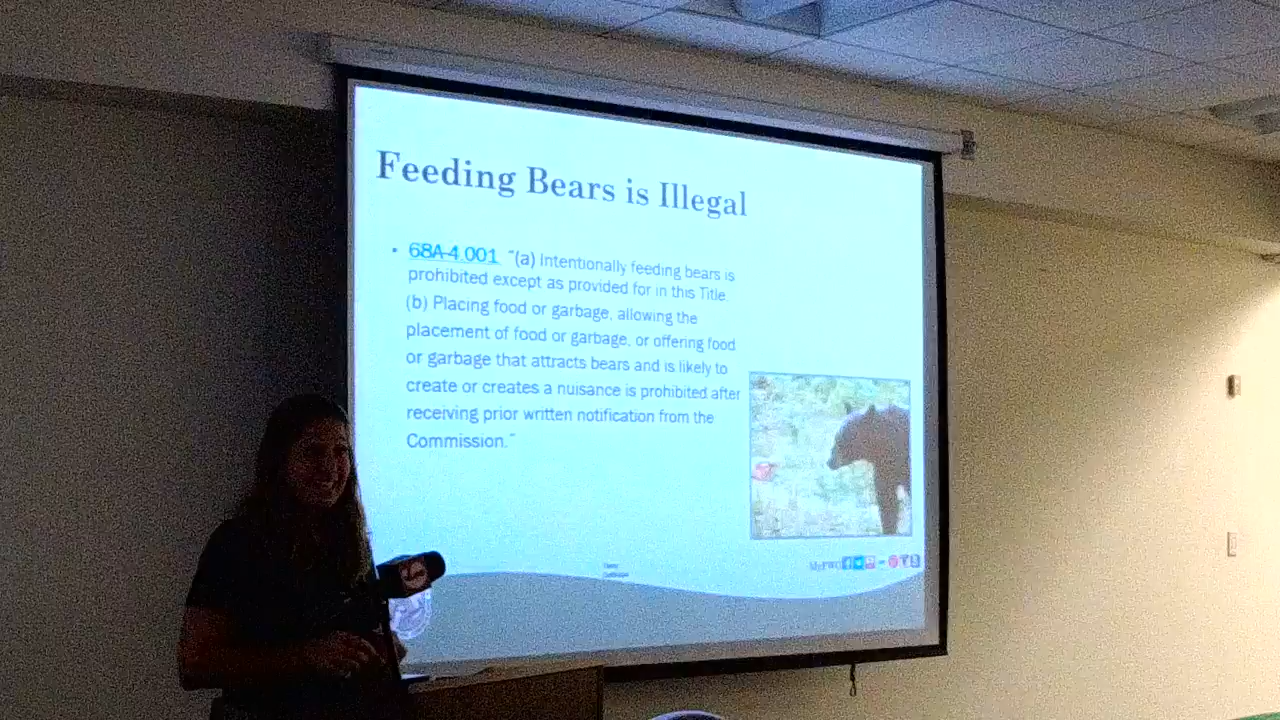 Feeding Bears is Illegal
• 68A-4.001 "(a) Intentionally feeding bears is
prohibited except as provided for in this Title.
(b) Placing food or garbage, allowing the
placement of food or garbage, or offering food
or garbage that attracts bears and is likely to
create or creates a nuisance is prohibited after
receiving prior written notification from the
Commission."
MyFWC